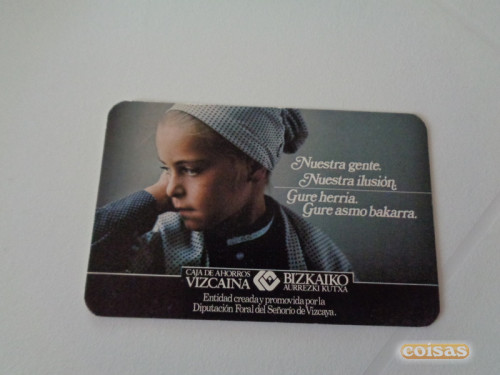 Nuestra gente.
Nuestra ilusión.
Gure herria.
Gure asmo bakarra.
CAJA DE AHORROS
VIZCAINA
BIZKAIKO
AURREZKI KUTXA
Entidad creada y promovida por la
Diputación Foral del Señorío de Vizcaya.
coisas